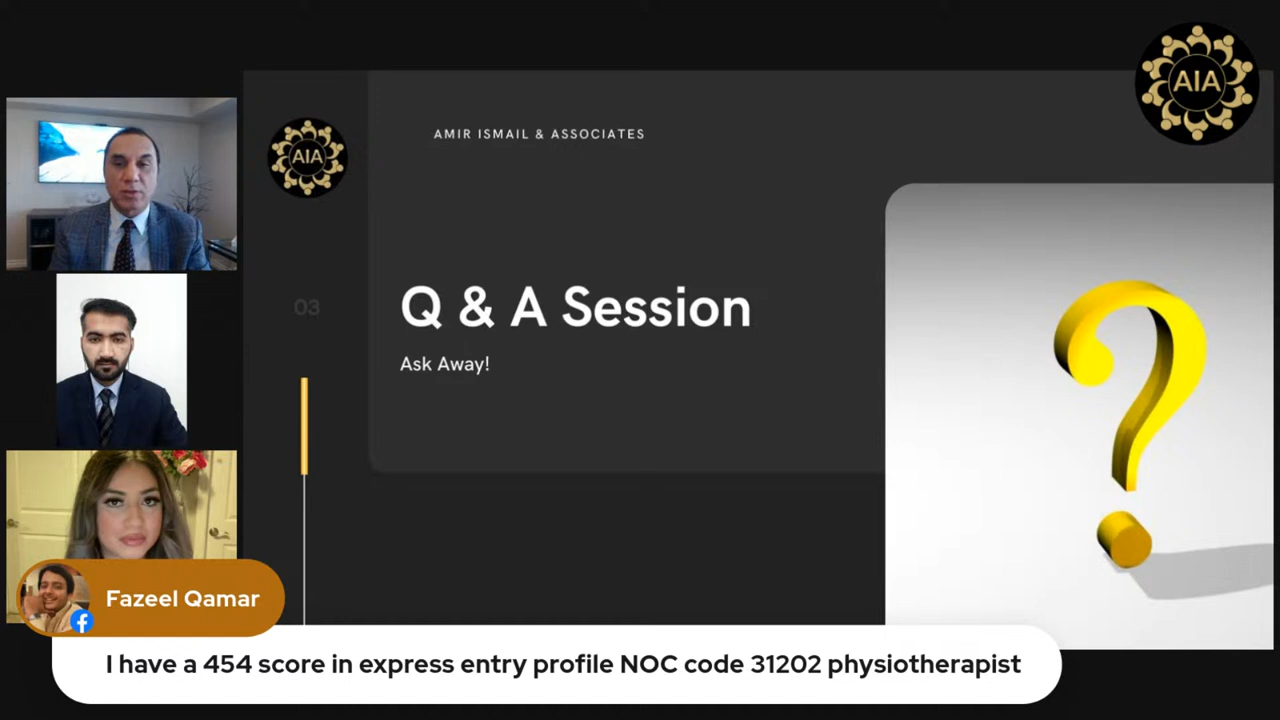 AIA
AIA
AMIR ISMAIL & ASSOCIATES
03
Q & A Session
Ask Away!
Fazeel Qamar
I have a 454 score in express entry profile NOC code 31202 physiotherapist